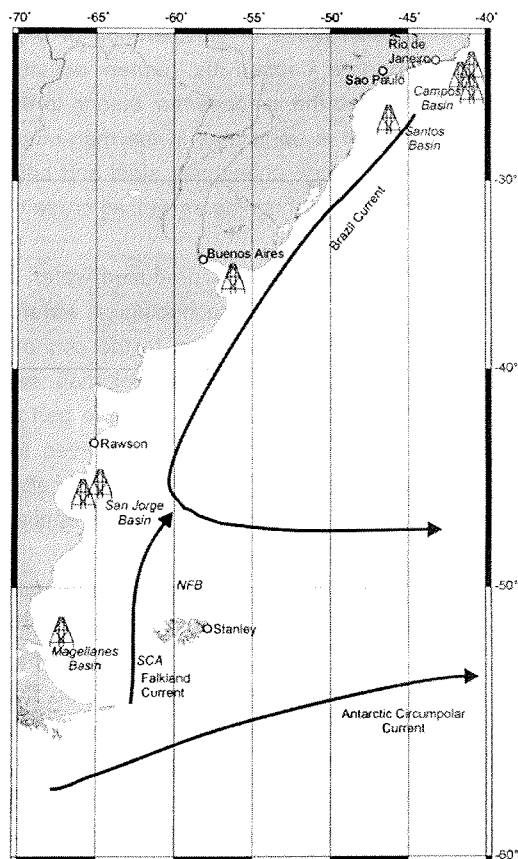 -70° -65° -60° -55° -50° -45° -40°
Rio de
Janeiro
Sao Paulo
Campos
Basin
Santos
Basin
-30°
Brazil Current
Buenos Aires
-40°
Rawson
San Jorge
Basin
NFB
-50°
Stanley
Magellanes
Basin
SCA
Falkland
Current
Antarctic Circumpolar
Current
-60°